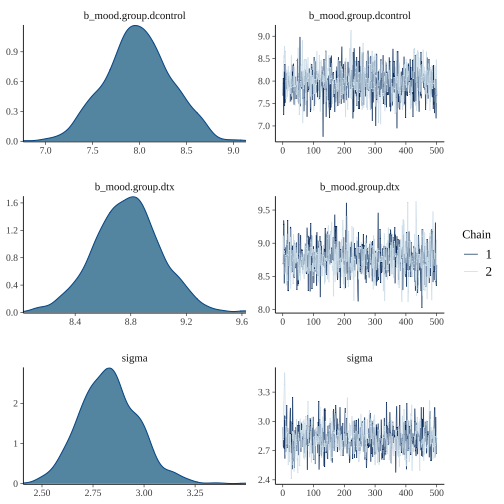 b_mood.group.dcontrol
0.9
0.6
0.3
0.0
7.0 7.5 8.0 8.5 9.0
b_mood.group.dcontrol
9.0
8.5
8.0
7.5
7.0
0 100 200 300 400 500
b_mood.group.dtx
1.6
1.2
0.8
0.4
0.0
8.4 8.8 9.2 9.6
b_mood.group.dtx
9.5
9.0
8.5
8.0
0 100 200 300 400 500
Chain
1
2
sigma
2
1
0
2.50 2.75 3.00 3.25
sigma
3.3
3.0
2.7
2.4
0 100 200 300 400 500